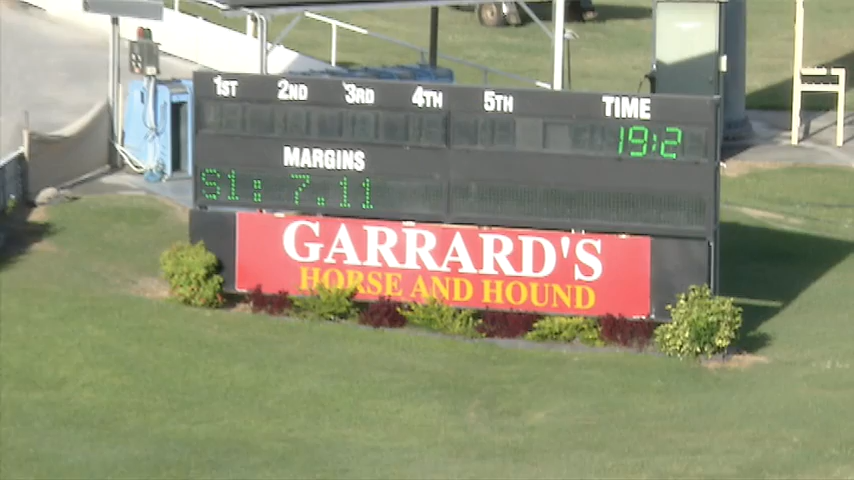 1ST 2ND 3RD 4TH 5TH TIME
19:2
MARGINS
S1: 7.11
GARRARD'S
HORSE AND HOUND